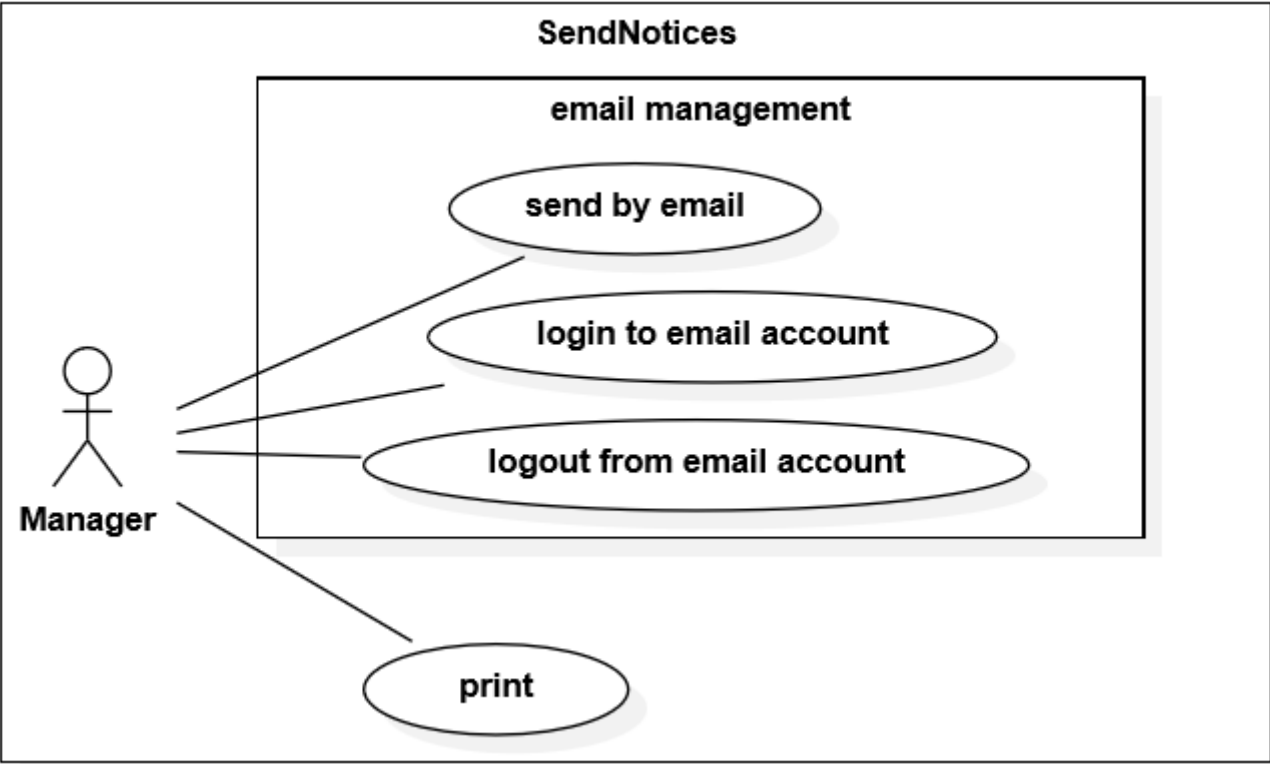 SendNotices
email management
send by email
login to email account
logout from email account
Manager
print